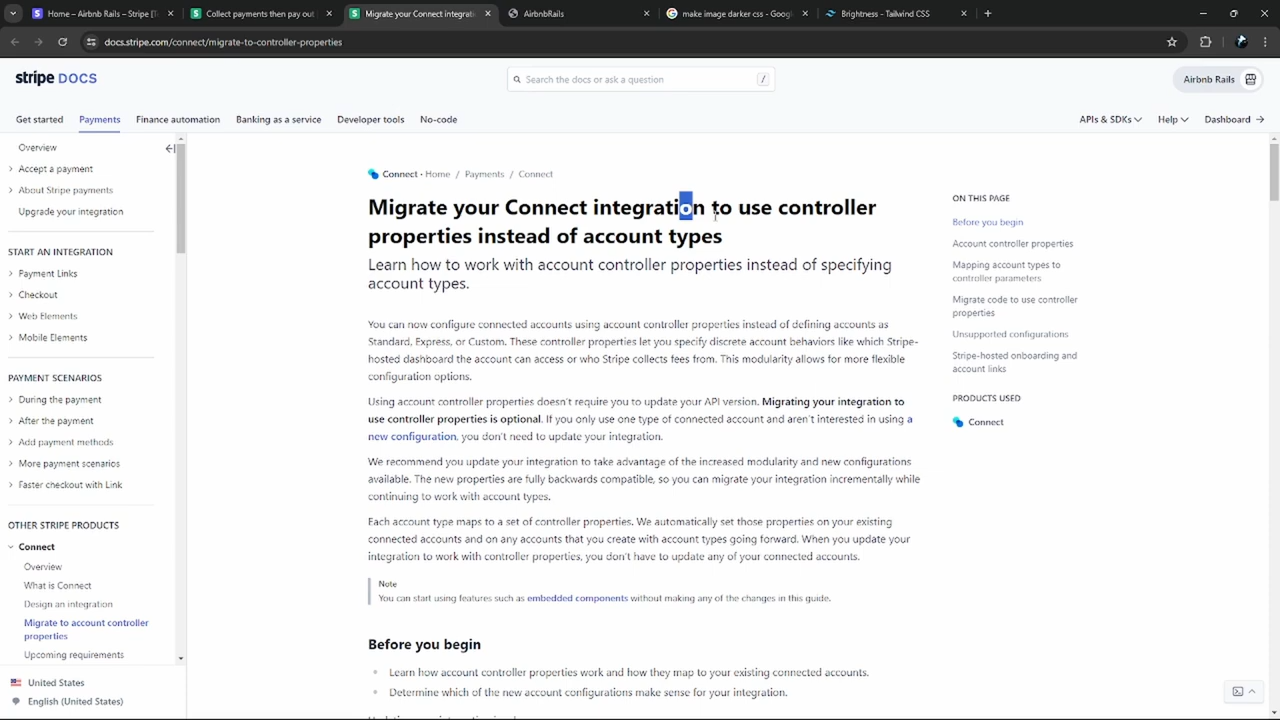 Home – Airbnb Rails – Stripe [T
Collect payments then pay out
Migrate your Connect integrati
AirbnbRails
make image darker css - Googl
Brightness - Tailwind CSS
docs.stripe.com/connect/migrate-to-controller-properties
stripe DOCS
Search the docs or ask a question /
Airbnb Rails
Get started
Payments
Finance automation
Banking as a service
Developer tools
No-code
APIs & SDKs
Help
Dashboard
Overview
Accept a payment
About Stripe payments
Upgrade your integration
START AN INTEGRATION
Payment Links
Checkout
Web Elements
Mobile Elements
PAYMENT SCENARIOS
During the payment
After the payment
Add payment methods
More payment scenarios
Faster checkout with Link
OTHER STRIPE PRODUCTS
Connect
Overview
What is Connect
Design an integration
Migrate to account controller
properties
Upcoming requirements
United States
English (United States)
Connect · Home / Payments / Connect
Migrate your Connect integration to use controller
properties instead of account types
Learn how to work with account controller properties instead of specifying
account types.
You can now configure connected accounts using account controller properties instead of defining accounts as
Standard, Express, or Custom. These controller properties let you specify discrete account behaviors like which Stripe-
hosted dashboard the account can access or who Stripe collects fees from. This modularity allows for more flexible
configuration options.
Using account controller properties doesn't require you to update your API version. Migrating your integration to
use controller properties is optional. If you only use one type of connected account and aren't interested in using a
new configuration, you don't need to update your integration.
We recommend you update your integration to take advantage of the increased modularity and new configurations
available. The new properties are fully backwards compatible, so you can migrate your integration incrementally while
continuing to work with account types.
Each account type maps to a set of controller properties. We automatically set those properties on your existing
connected accounts and on any accounts that you create with account types going forward. When you update your
integration to work with controller properties, you don't have to update any of your connected accounts.
Note
You can start using features such as embedded components without making any of the changes in this guide.
Before you begin
Learn how account controller properties work and how they map to your existing connected accounts.
Determine which of the new account configurations make sense for your integration.
ON THIS PAGE
Before you begin
Account controller properties
Mapping account types to
controller parameters
Migrate code to use controller
properties
Unsupported configurations
Stripe-hosted onboarding and
account links
PRODUCTS USED
Connect